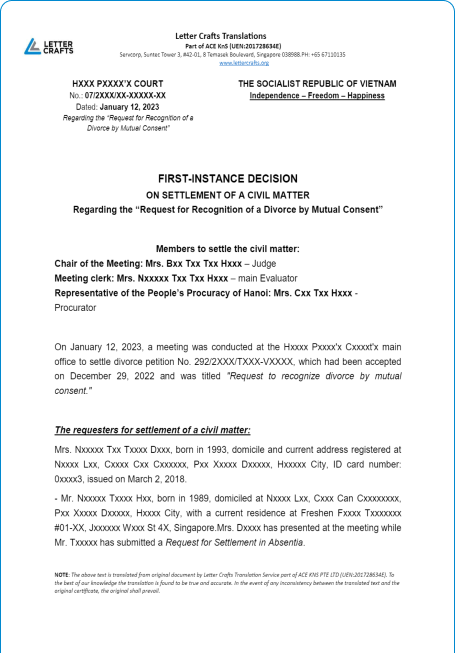 LETTER
CRAFTS
Letter Crafts Translations
Part of ACE KnS (UEN:201728634E)
Servcorp, Suntec Tower 3, #42-01, 8 Temasek Boulevard, Singapore 038988.PH: +65 67110135
www.lettercrafts.org
HXXX PXXXX'X COURT
No.: 07/2XXX/XX-XXXXX-XX
Dated: January 12, 2023
Regarding the “Request for Recognition of a
Divorce by Mutual Consent”
THE SOCIALIST REPUBLIC OF VIETNAM
Independence – Freedom – Happiness
FIRST-INSTANCE DECISION
ON SETTLEMENT OF A CIVIL MATTER
Regarding the “Request for Recognition of a Divorce by Mutual Consent”
Members to settle the civil matter:
Chair of the Meeting: Mrs. Bxx Txx Txx Hxxx – Judge
Meeting clerk: Mrs. Nxxxxx Txx Txx Hxxx – main Evaluator
Representative of the People’s Procuracy of Hanoi: Mrs. Cxx Txx Hxxx -
Procurator
On January 12, 2023, a meeting was conducted at the Hxxxx Pxxxx'x Cxxxxt's main
office to settle divorce petition No. 292/2XXX/TXXX-VXXXX, which had been accepted
on December 29, 2022 and was titled "Request to recognize divorce by mutual
consent."
The requesters for settlement of a civil matter:
Mrs. Nxxxxx Txx Txxxx Dxxx, born in 1993, domicile and current address registered at
Nxxxx Lxx, Cxxxx Cxx Cxxxxxx, Pxx Xxxxx Dxxxxx, Hxxxxx City, ID card number:
0xxxx3, issued on March 2, 2018.
- Mr. Nxxxxx Txxxx Hxx, born in 1989, domiciled at Nxxxx Lxx, Cxxx Can Cxxxxxxxx,
Pxx Xxxxx Dxxxxx, Hxxxx City, with a current residence at Freshen Fxxxx Txxxxxxx
#01-XX, Jxxxxxx Wxxx St 4X, Singapore.Mrs. Dxxxx has presented at the meeting while
Mr. Txxxxx has submitted a Request for Settlement in Absentia.
NOTE: The above text is translated from original document by Letter Crafts Translation Service part of ACE KNS PTE LTD (UEN:201728634E). To
the best of our knowledge the translation is found to be true and accurate. In the event of any inconsistency between the translated text and the
original certificate, the original shall prevail.